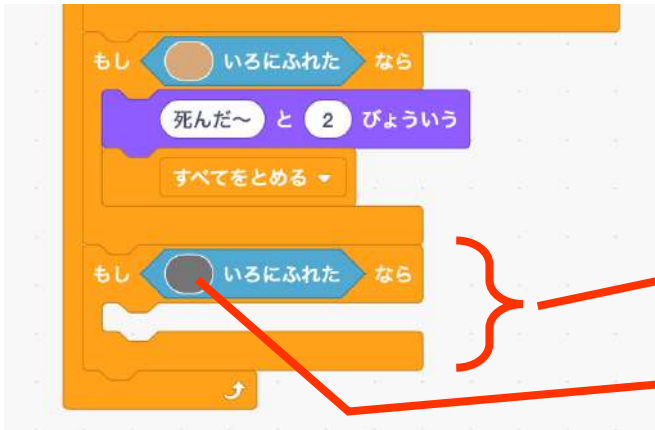 もし いろにふれた なら
死んだ〜 と 2 びょういう
すべてをとめる
もし いろにふれた なら